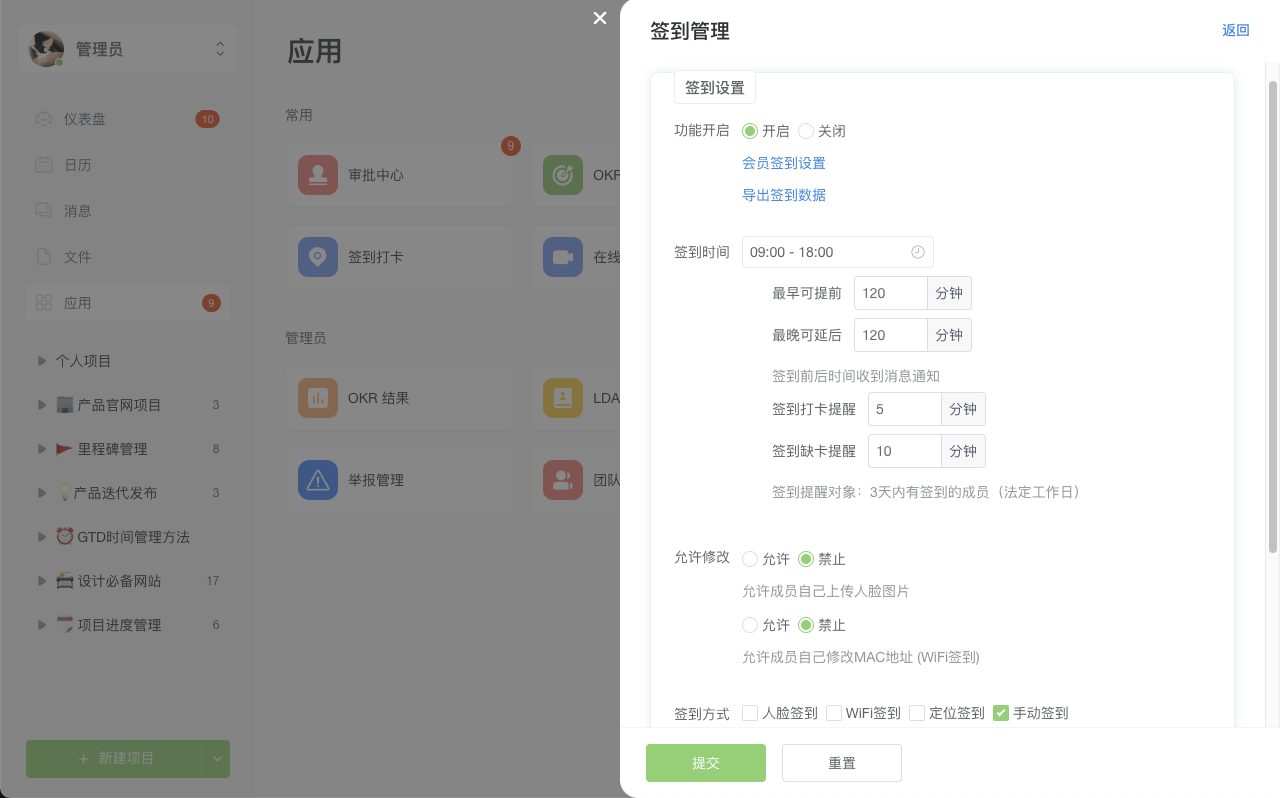 管理员
仪表盘 10
日历
消息
文件
应用 9
个人项目
产品官网项目 3
里程碑管理 8
产品迭代发布 3
GTD时间管理方法
设计必备网站 17
项目进度管理 6
+ 新建项目
应用
常用
9
审批中心
OKR
签到打卡
在线
管理员
OKR 结果
LDA
举报管理
团队
签到管理
返回
签到设置
功能开启 开启 关闭
会员签到设置
导出签到数据
签到时间 09:00 - 18:00
最早可提前 120 分钟
最晚可延后 120 分钟
签到前后时间收到消息通知
签到打卡提醒 5 分钟
签到缺卡提醒 10 分钟
签到提醒对象：3天内有签到的成员（法定工作日）
允许修改 允许 禁止
允许成员自己上传人脸图片
允许 禁止
允许成员自己修改MAC地址 (WiFi签到)
签到方式 人脸签到 WiFi签到 定位签到 手动签到
提交 重置